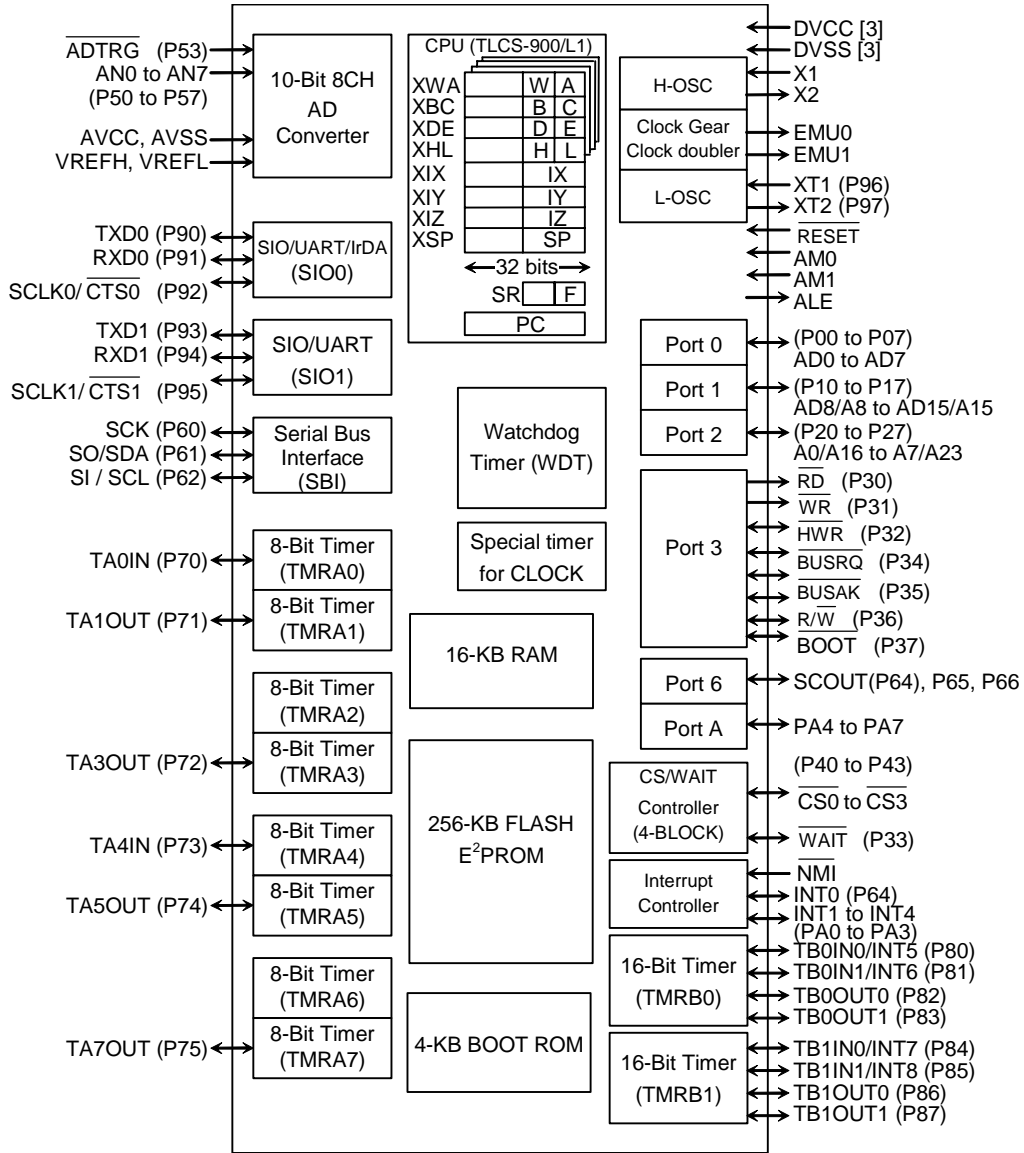 ADTRG (P53)
AN0 to AN7
(P50 to P57)
AVCC, AVSS
VREFH, VREFL
10-Bit 8CH
AD
Converter
TXD0 (P90)
RXD0 (P91)
SCLK0/ CTS0 (P92)
SIO/UART/IrDA
(SIO0)
TXD1 (P93)
RXD1 (P94)
SCLK1/ CTS1 (P95)
SIO/UART
(SIO1)
SCK (P60)
SO/SDA (P61)
SI / SCL (P62)
Serial Bus
Interface
(SBI)
TA0IN (P70)
8-Bit Timer
(TMRA0)
TA1OUT (P71)
8-Bit Timer
(TMRA1)
8-Bit Timer
(TMRA2)
TA3OUT (P72)
8-Bit Timer
(TMRA3)
TA4IN (P73)
8-Bit Timer
(TMRA4)
TA5OUT (P74)
8-Bit Timer
(TMRA5)
8-Bit Timer
(TMRA6)
TA7OUT (P75)
8-Bit Timer
(TMRA7)
CPU (TLCS-900/L1)
XWA W A
XBC B C
XDE D E
XHL H L
XIX IX
XIY IY
XIZ IZ
XSP SP
32 bits
SR F
PC
Watchdog
Timer (WDT)
Special timer
for CLOCK
16-KB RAM
256-KB FLASH
E2PROM
4-KB BOOT ROM
DVCC [3]
DVSS [3]
H-OSC
X1
X2
Clock Gear
Clock doubler
EMU0
EMU1
L-OSC
XT1 (P96)
XT2 (P97)
RESET
AM0
AM1
ALE
Port 0
(P00 to P07)
AD0 to AD7
Port 1
(P10 to P17)
AD8/A8 to AD15/A15
Port 2
(P20 to P27)
A0/A16 to A7/A23
Port 3
RD (P30)
WR (P31)
HWR (P32)
BUSRQ (P34)
BUSAK (P35)
R/W (P36)
BOOT (P37)
Port 6
SCOUT(P64), P65, P66
Port A
PA4 to PA7
CS/WAIT
Controller
(4-BLOCK)
(P40 to P43)
CS0 to CS3
WAIT (P33)
Interrupt
Controller
NMI
INT0 (P64)
INT1 to INT4
(PA0 to PA3)
16-Bit Timer
(TMRB0)
TB0IN0/INT5 (P80)
TB0IN1/INT6 (P81)
TB0OUT0 (P82)
TB0OUT1 (P83)
16-Bit Timer
(TMRB1)
TB1IN0/INT7 (P84)
TB1IN1/INT8 (P85)
TB1OUT0 (P86)
TB1OUT1 (P87)